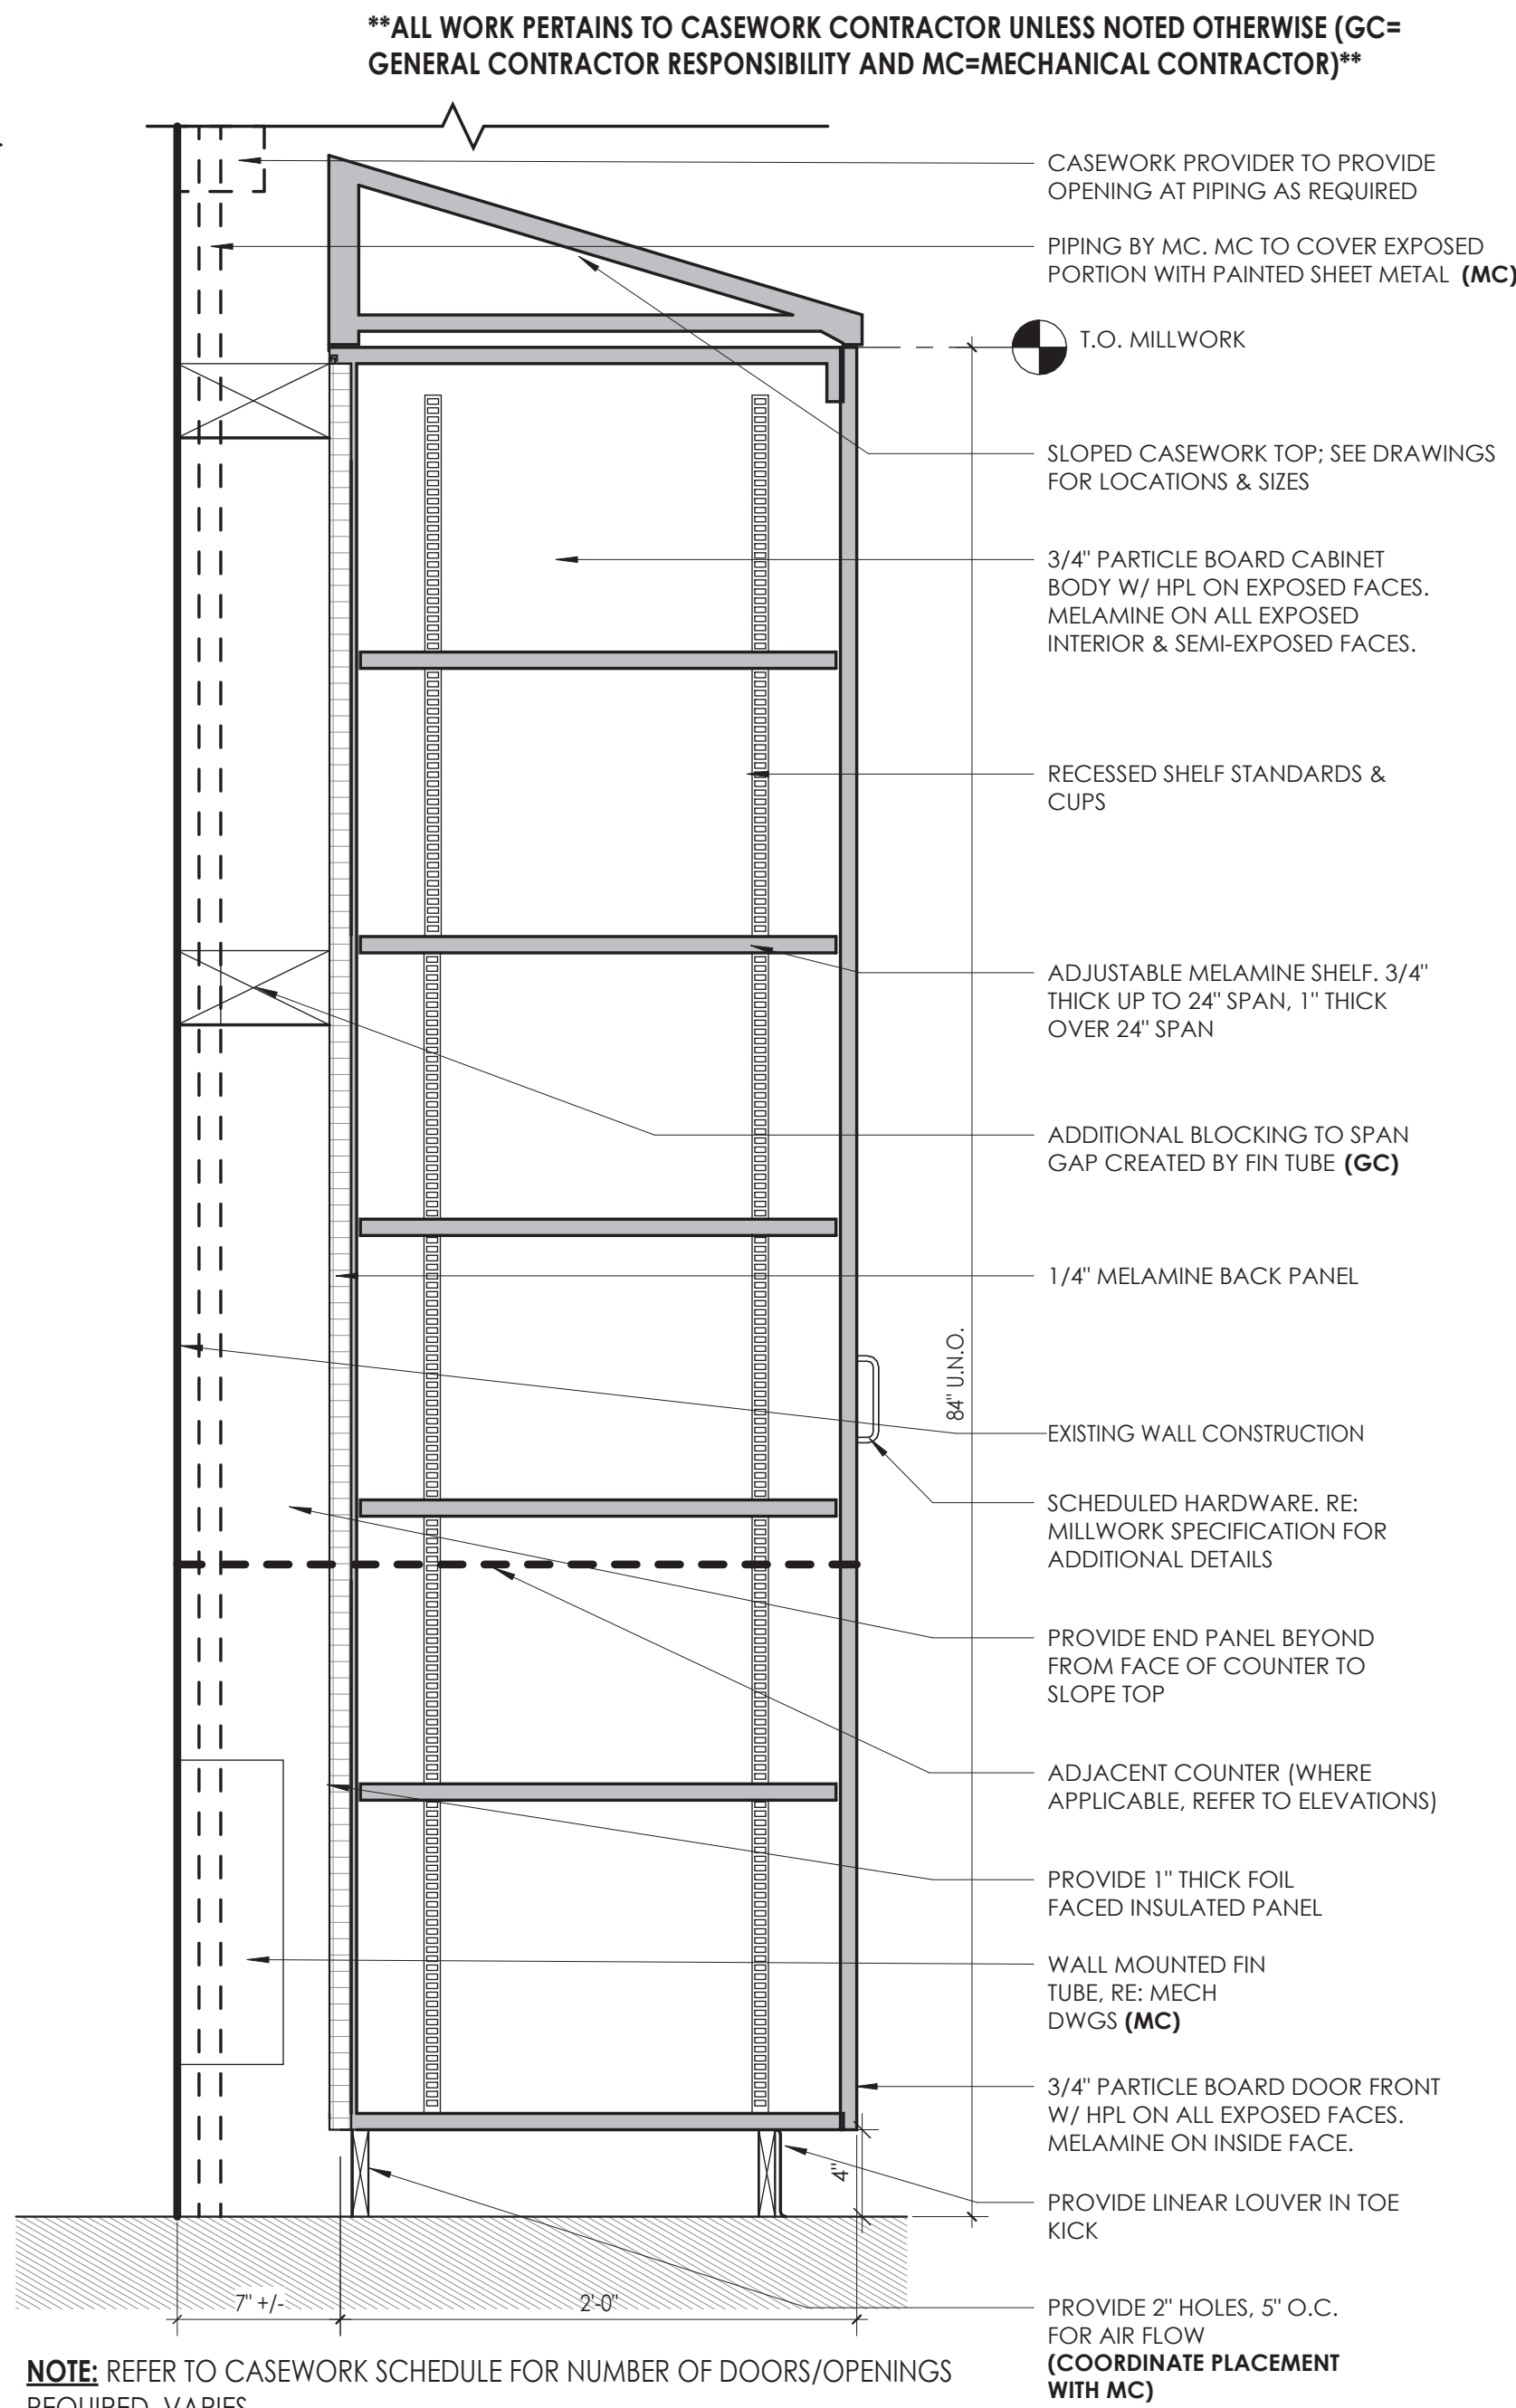 **ALL WORK PERTAINS TO CASEWORK CONTRACTOR UNLESS NOTED OTHERWISE (GC=
GENERAL CONTRACTOR RESPONSIBILITY AND MC=MECHANICAL CONTRACTOR)**
CASEWORK PROVIDER TO PROVIDE
OPENING AT PIPING AS REQUIRED
PIPING BY MC. MC TO COVER EXPOSED
PORTION WITH PAINTED SHEET METAL (MC)
T.O. MILLWORK
SLOPED CASEWORK TOP; SEE DRAWINGS
FOR LOCATIONS & SIZES
3/4" PARTICLE BOARD CABINET
BODY W/ HPL ON EXPOSED FACES.
MELAMINE ON ALL EXPOSED
INTERIOR & SEMI-EXPOSED FACES.
RECESSED SHELF STANDARDS &
CUPS
ADJUSTABLE MELAMINE SHELF. 3/4"
THICK UP TO 24" SPAN, 1" THICK
OVER 24" SPAN
ADDITIONAL BLOCKING TO SPAN
GAP CREATED BY FIN TUBE (GC)
1/4" MELAMINE BACK PANEL
84" U.N.O.
EXISTING WALL CONSTRUCTION
SCHEDULED HARDWARE. RE:
MILLWORK SPECIFICATION FOR
ADDITIONAL DETAILS
PROVIDE END PANEL BEYOND
FROM FACE OF COUNTER TO
SLOPE TOP
ADJACENT COUNTER (WHERE
APPLICABLE, REFER TO ELEVATIONS)
PROVIDE 1" THICK FOIL
FACED INSULATED PANEL
WALL MOUNTED FIN
TUBE, RE: MECH
DWGS (MC)
3/4" PARTICLE BOARD DOOR FRONT
W/ HPL ON ALL EXPOSED FACES.
MELAMINE ON INSIDE FACE.
4"
PROVIDE LINEAR LOUVER IN TOE
KICK
7" +/-
2'-0"
PROVIDE 2" HOLES, 5" O.C.
FOR AIR FLOW
(COORDINATE PLACEMENT
WITH MC)
NOTE: REFER TO CASEWORK SCHEDULE FOR NUMBER OF DOORS/OPENINGS
REQUIRED, VARIES